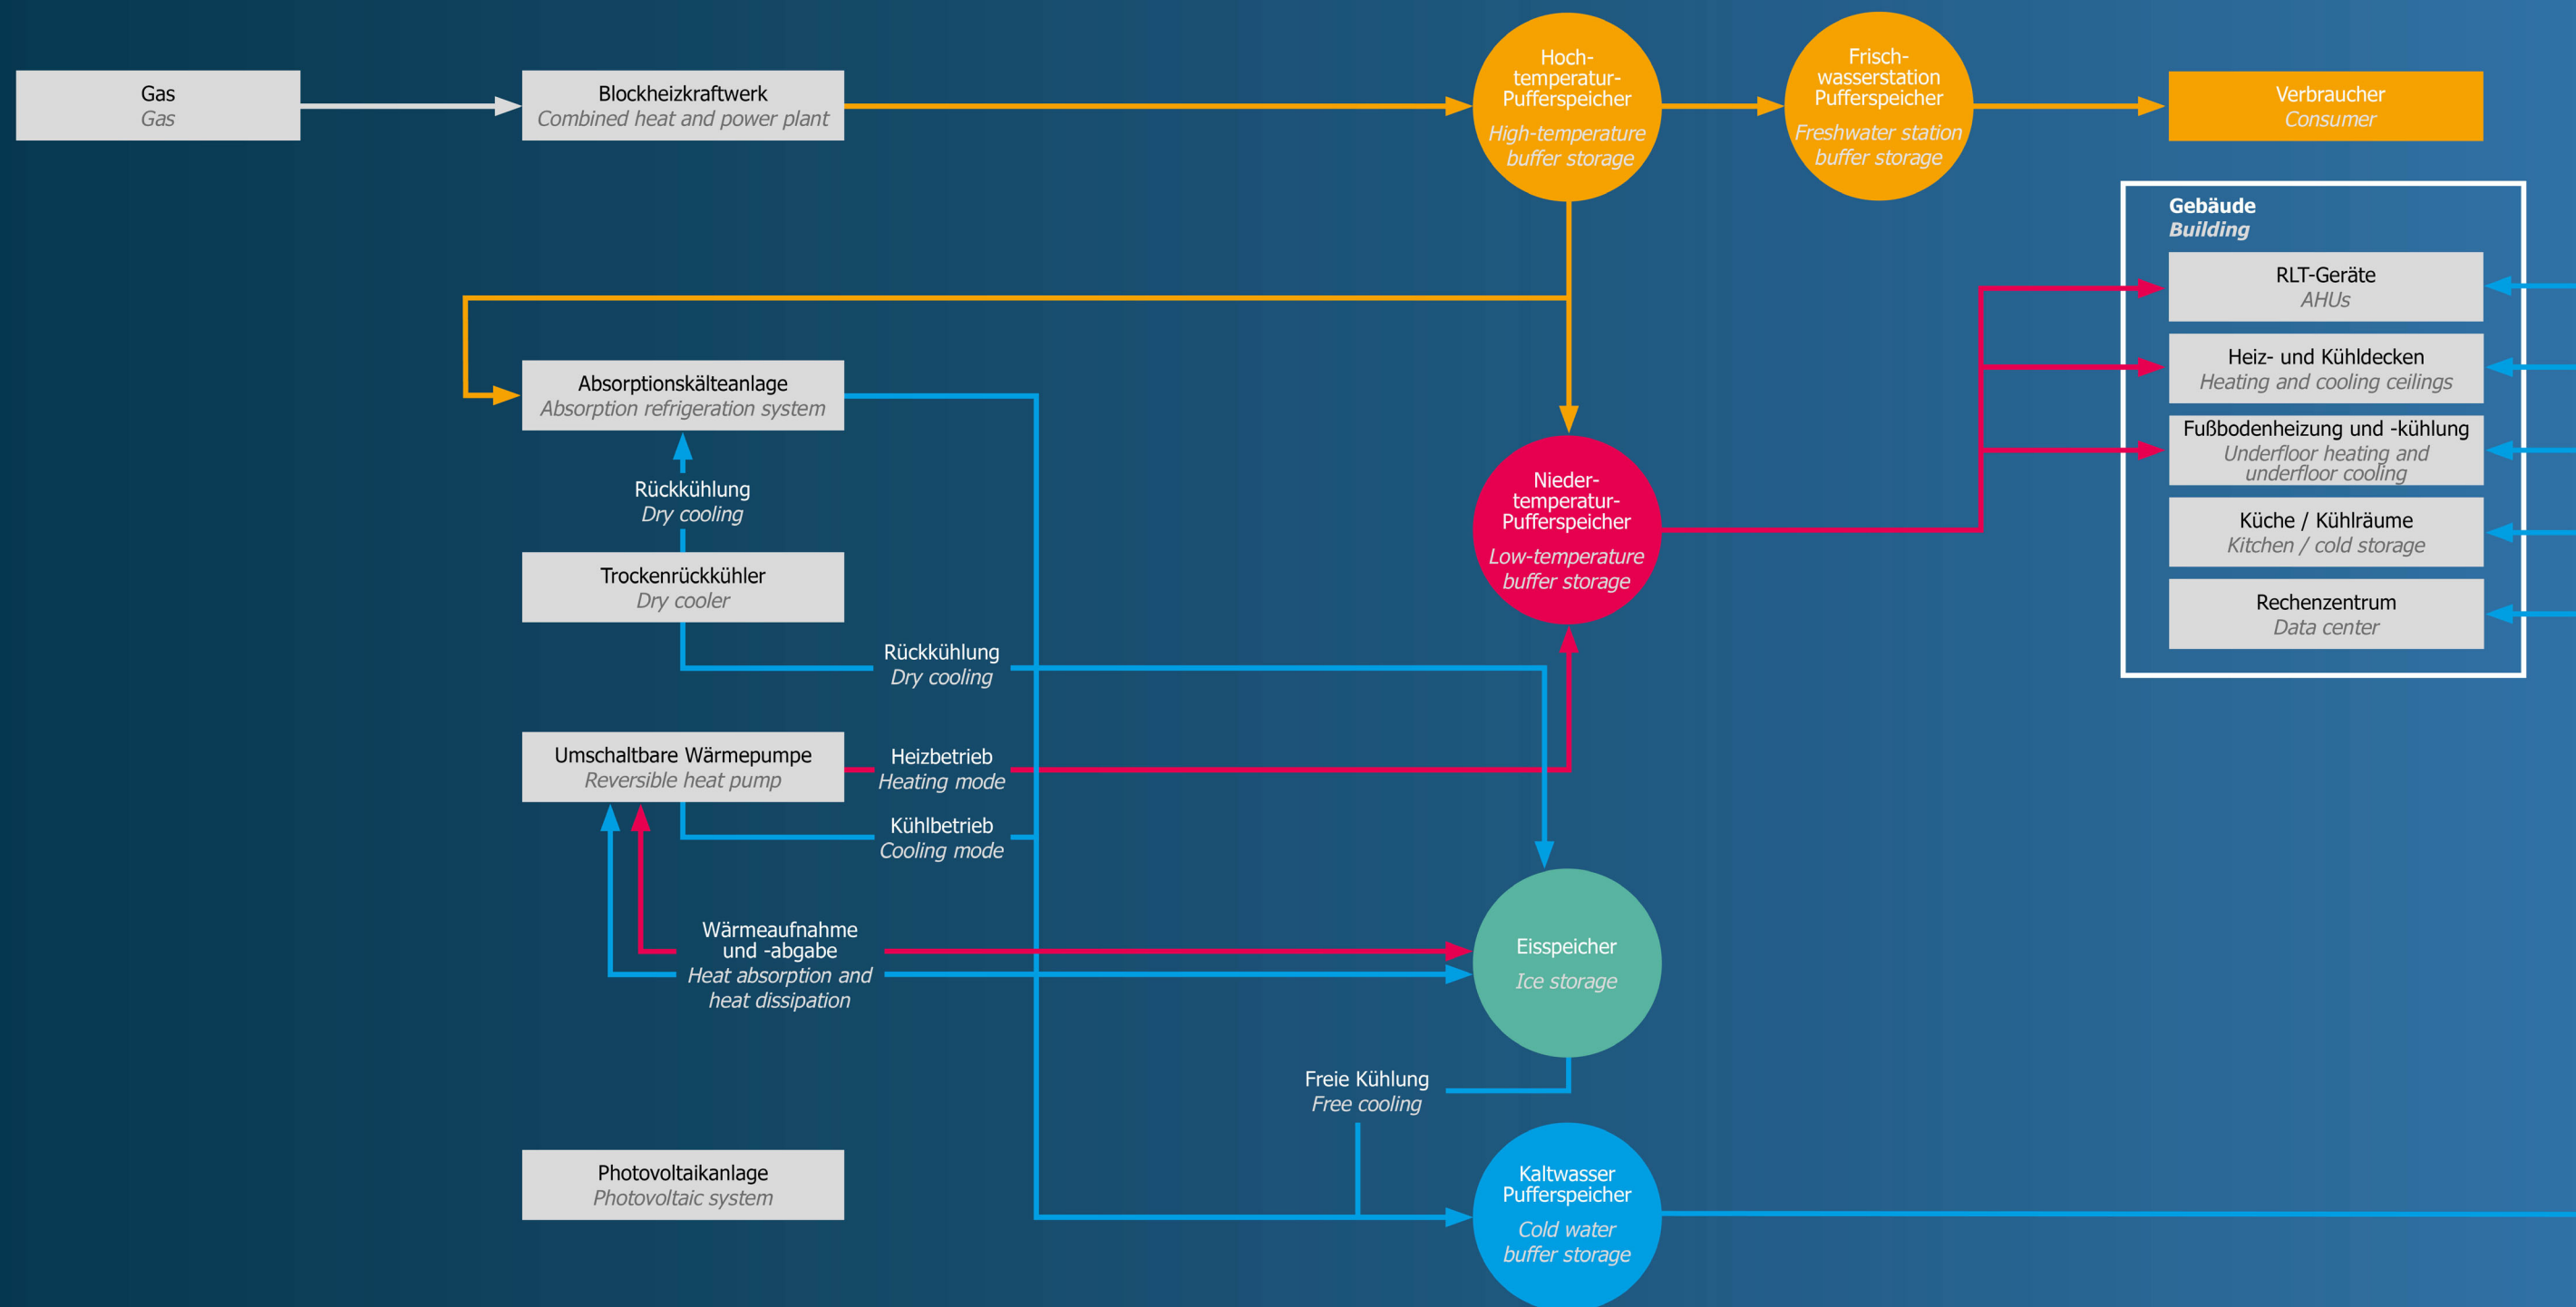 Gas
Gas
Blockheizkraftwerk
Combined heat and power plant
Hoch-
temperatur-
Pufferspeicher
High-temperature
buffer storage
Frisch-
wasserstation
Pufferspeicher
Freshwater station
buffer storage
Verbraucher
Consumer
Gebäude
Building
RLT-Geräte
AHUs
Heiz- und Kühldecken
Heating and cooling ceilings
Fußbodenheizung und -kühlung
Underfloor heating and
underfloor cooling
Küche / Kühlräume
Kitchen / cold storage
Rechenzentrum
Data center
Absorptionskälteanlage
Absorption refrigeration system
Rückkühlung
Dry cooling
Trockenrückkühler
Dry cooler
Nieder-
temperatur-
Pufferspeicher
Low-temperature
buffer storage
Rückkühlung
Dry cooling
Umschaltbare Wärmepumpe
Reversible heat pump
Heizbetrieb
Heating mode
Kühlbetrieb
Cooling mode
Wärmeaufnahme
und -abgabe
Heat absorption and
heat dissipation
Eisspeicher
Ice storage
Freie Kühlung
Free cooling
Photovoltaikanlage
Photovoltaic system
Kaltwasser
Pufferspeicher
Cold water
buffer storage